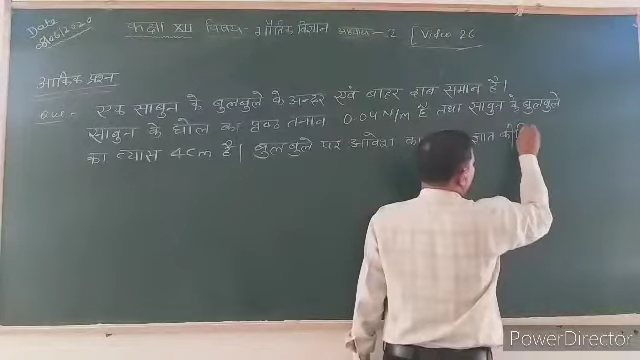 Date
08/06/2020
कक्षा XII विषय- भौतिक विज्ञान अध्याय-2 [Video 26
आंकिक प्रश्न
Que- एक साबुन के बुलबुले के अन्दर एवं बाहर दाब समान है।
साबुन के घोल का पृष्ठ तनाव 0.04 N/m है तथा साबुन के बुलबुले
का व्यास 4cm है। बुलबुले पर आवेश का ज्ञात की
PowerDirector